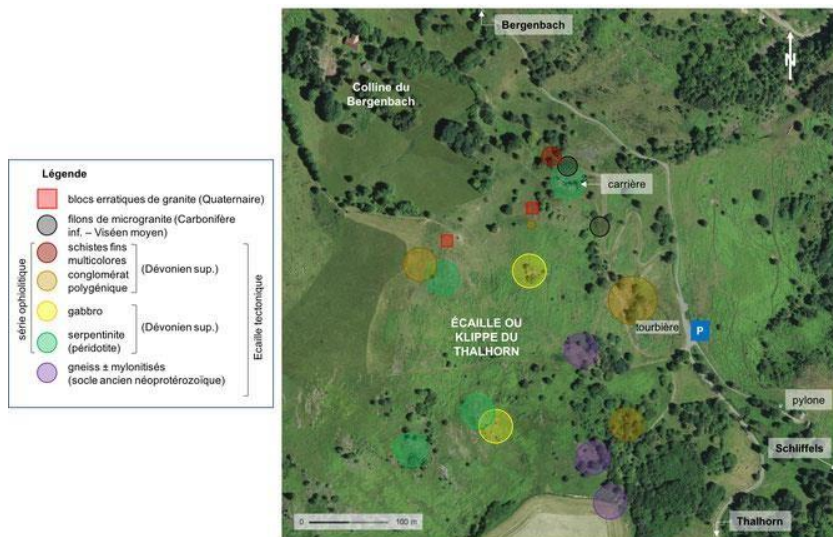 Légende
blocs erratiques de granite (Quaternaire)
filons de microgranite (Carbonifère
inf. – Viséen moyen)
schistes fins
multicolores
conglomérat
polygénique
(Dévonien sup.)
gabbro
serpentinite
(péridotite)
(Dévonien sup.)
gneiss ± mylonitisés
(socle ancien néoprotérozoïque)
série ophiolitique
Ecaille tectonique
Bergenbach
N
Colline du
Bergenbach
carrière
ÉCAILLE OU
KLIPPE DU
THALHORN
tourbière
P
pylone
Schliffels
Thalhorn
0 100 m